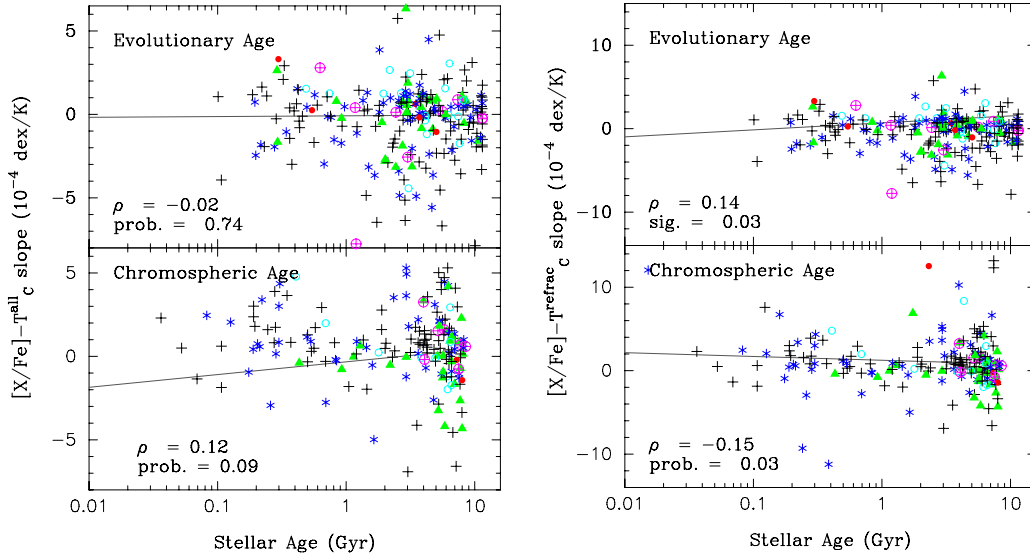 5
0
−5
Evolutionary Age
ρ = −0.02
prob. = 0.74
5
0
−5
Chromospheric Age
ρ = 0.12
prob. = 0.09
0.01 0.1 1 10
Stellar Age (Gyr)
[X/Fe]−T^all_C slope (10^−4 dex/K)
10
0
−10
Evolutionary Age
ρ = 0.14
sig. = 0.03
10
0
−10
Chromospheric Age
ρ = −0.15
prob. = 0.03
0.01 0.1 1 10
Stellar Age (Gyr)
[X/Fe]−T^refrac_C slope (10^−4 dex/K)